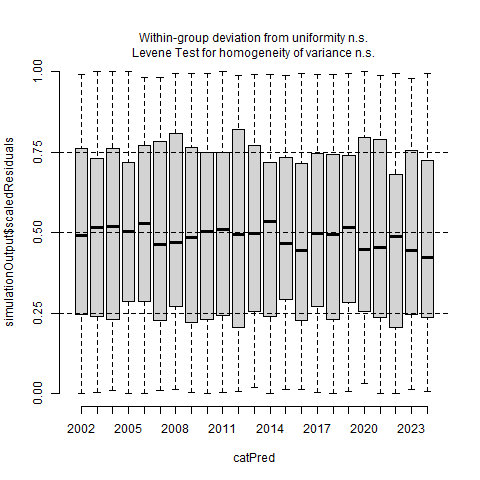 Within-group deviation from uniformity n.s.
Levene Test for homogeneity of variance n.s.
simulationOutput$scaledResiduals
1.00
0.75
0.50
0.25
0.00
2002 2005 2008 2011 2014 2017 2020 2023
catPred